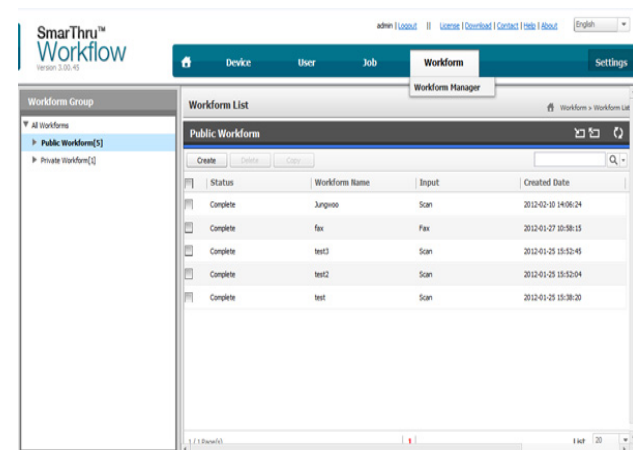 SmarThru™
Workflow
Version 3.00.45
admin | Logout || License | Download | Contact | Help | About English
Device User Job Workform Settings
Workform Manager
Workform Group
All Workforms
Public Workform[5]
Private Workform[1]
Workform List
Workform > Workform List
Public Workform
Create Delete Copy
Status Workform Name Input Created Date
Complete Jungwoo Scan 2012-02-10 14:06:24
Complete fax Fax 2012-01-27 10:58:15
Complete test3 Scan 2012-01-25 15:52:45
Complete test2 Scan 2012-01-25 15:52:04
Complete test Scan 2012-01-25 15:38:20
1 / 1 Page(s) 1 List 20